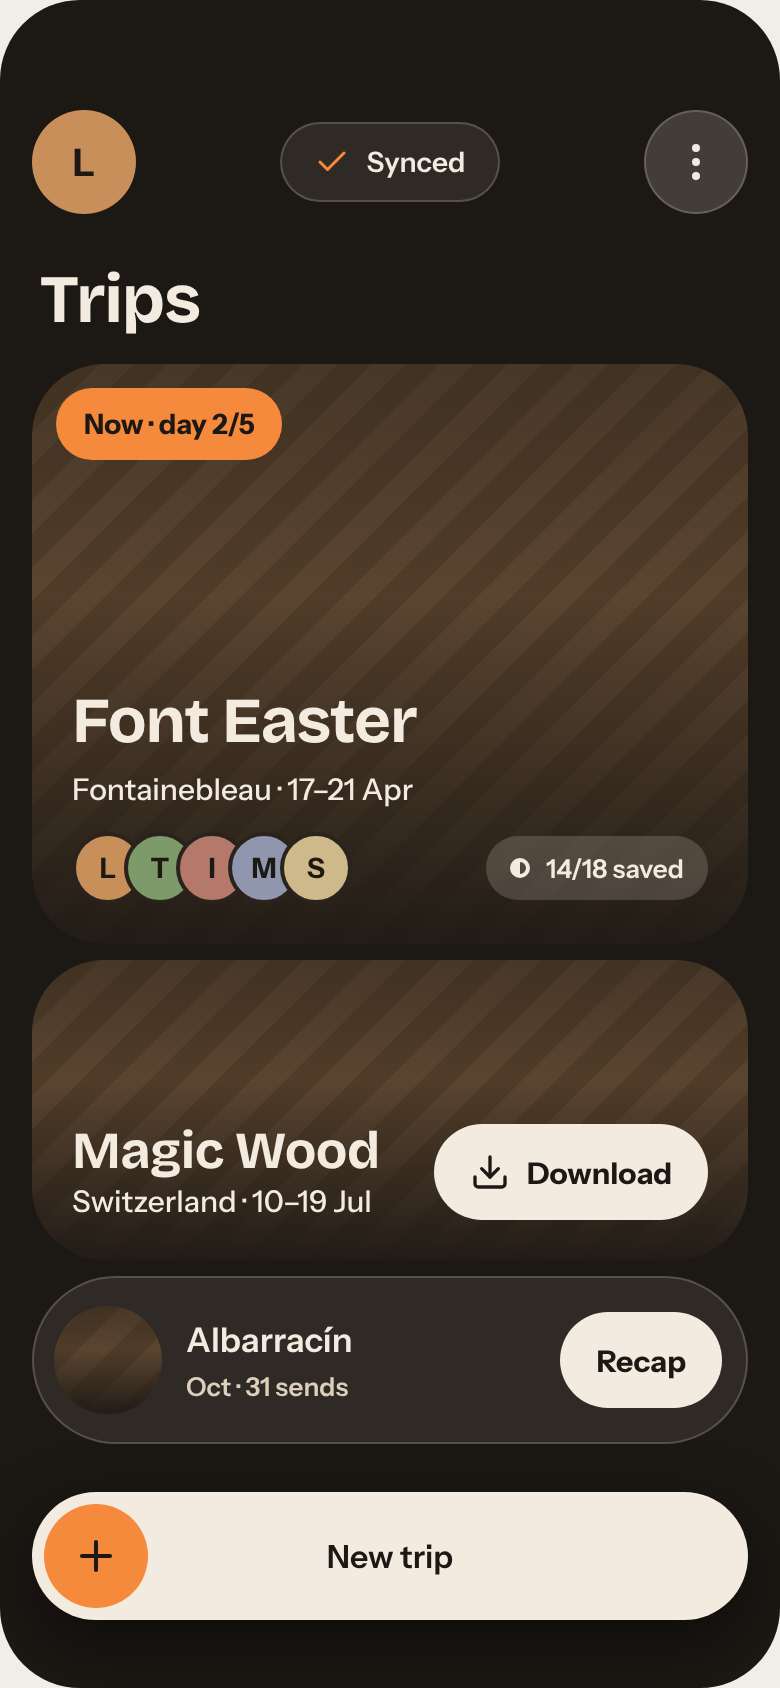 L
Synced
Trips
Now · day 2/5
Font Easter
Fontainebleau · 17–21 Apr
L T I M S
14/18 saved
Magic Wood
Switzerland · 10–19 Jul
Download
Albarracín
Oct · 31 sends
Recap
New trip